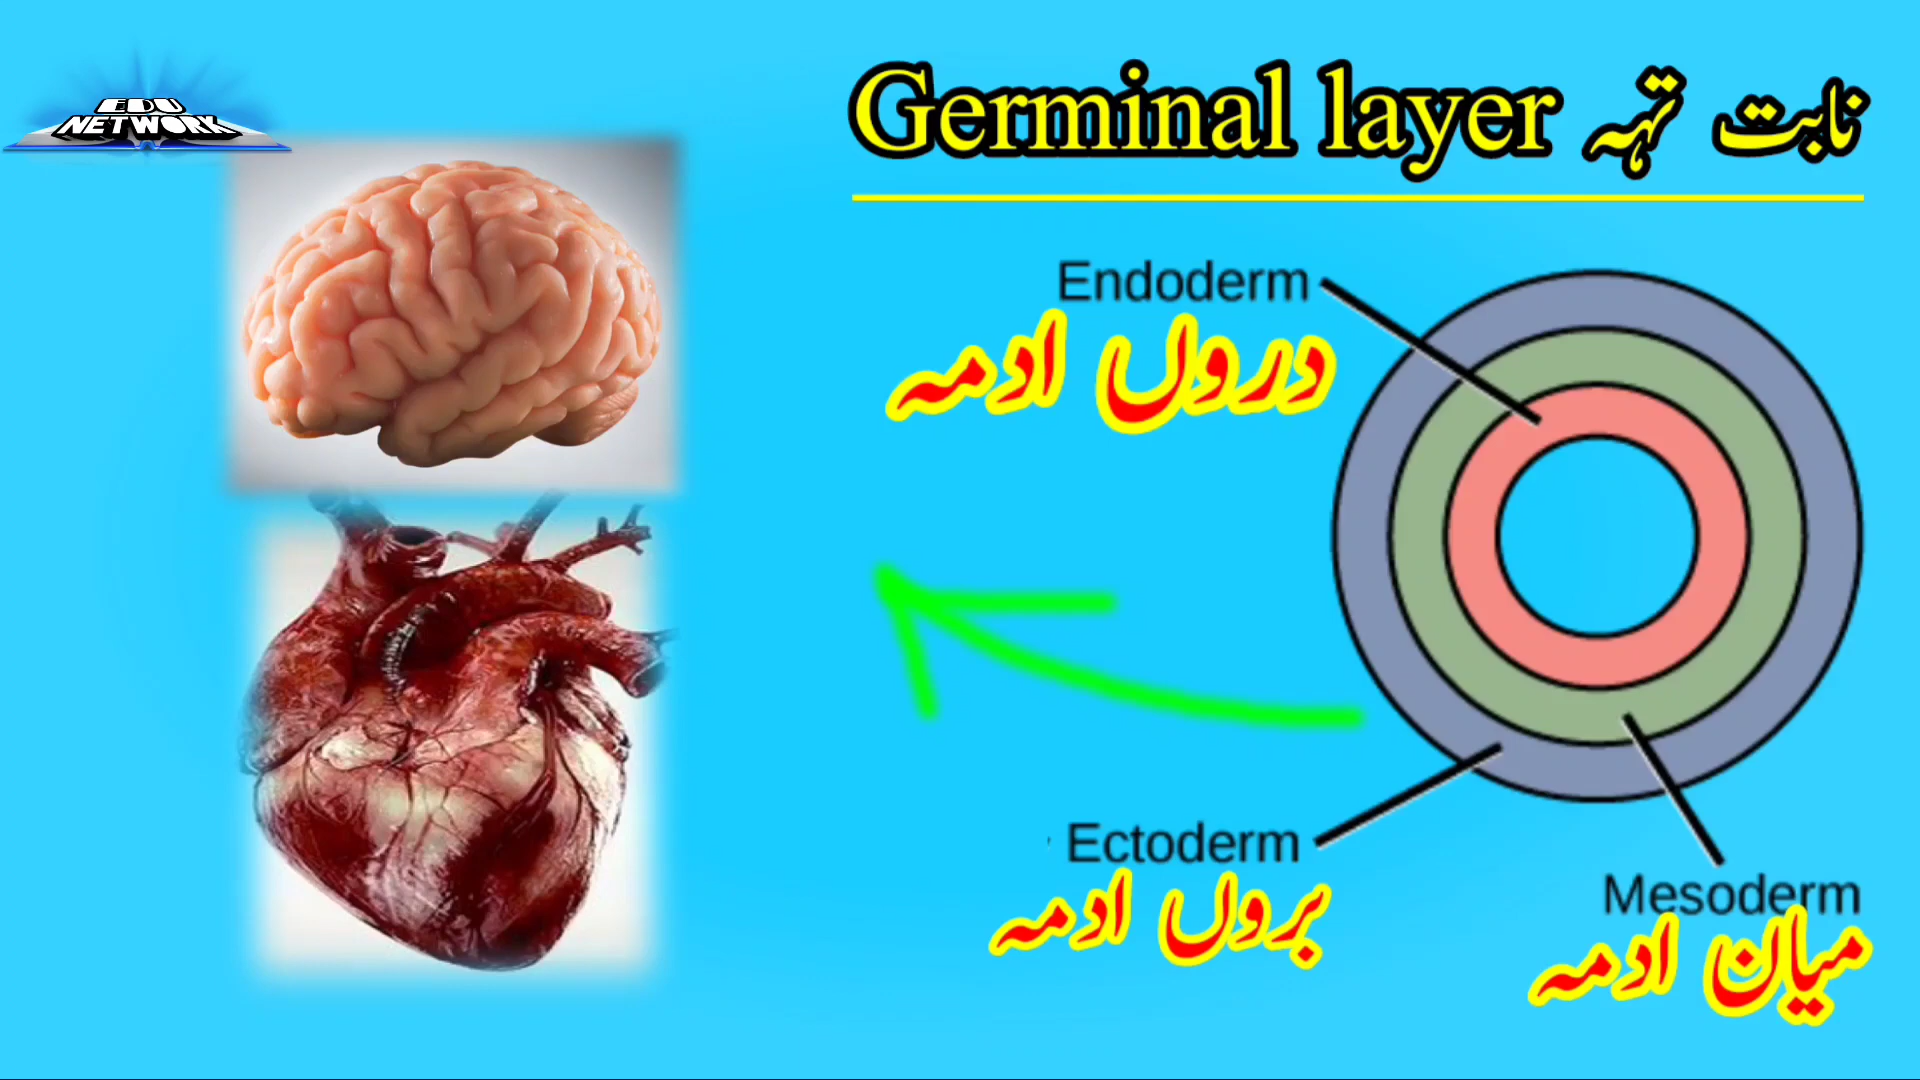 EDU
NETWORK
نابت تہہ Germinal layer
Endoderm
دروں ادمہ
Ectoderm
بروں ادمہ
Mesoderm
میان ادمہ